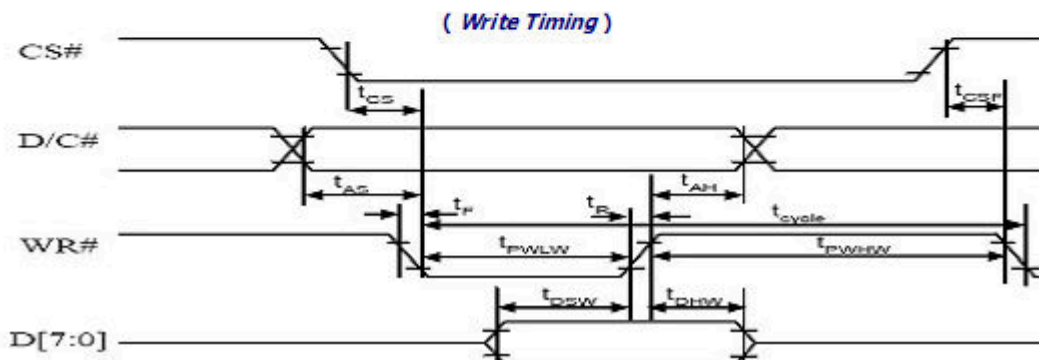 ( Write Timing )
CS#
tCS
tCSF
D/C#
tAS
tAH
tF
tR
tcycle
WR#
tPWLW
tPWHW
tDSW
tDHW
D[7:0]